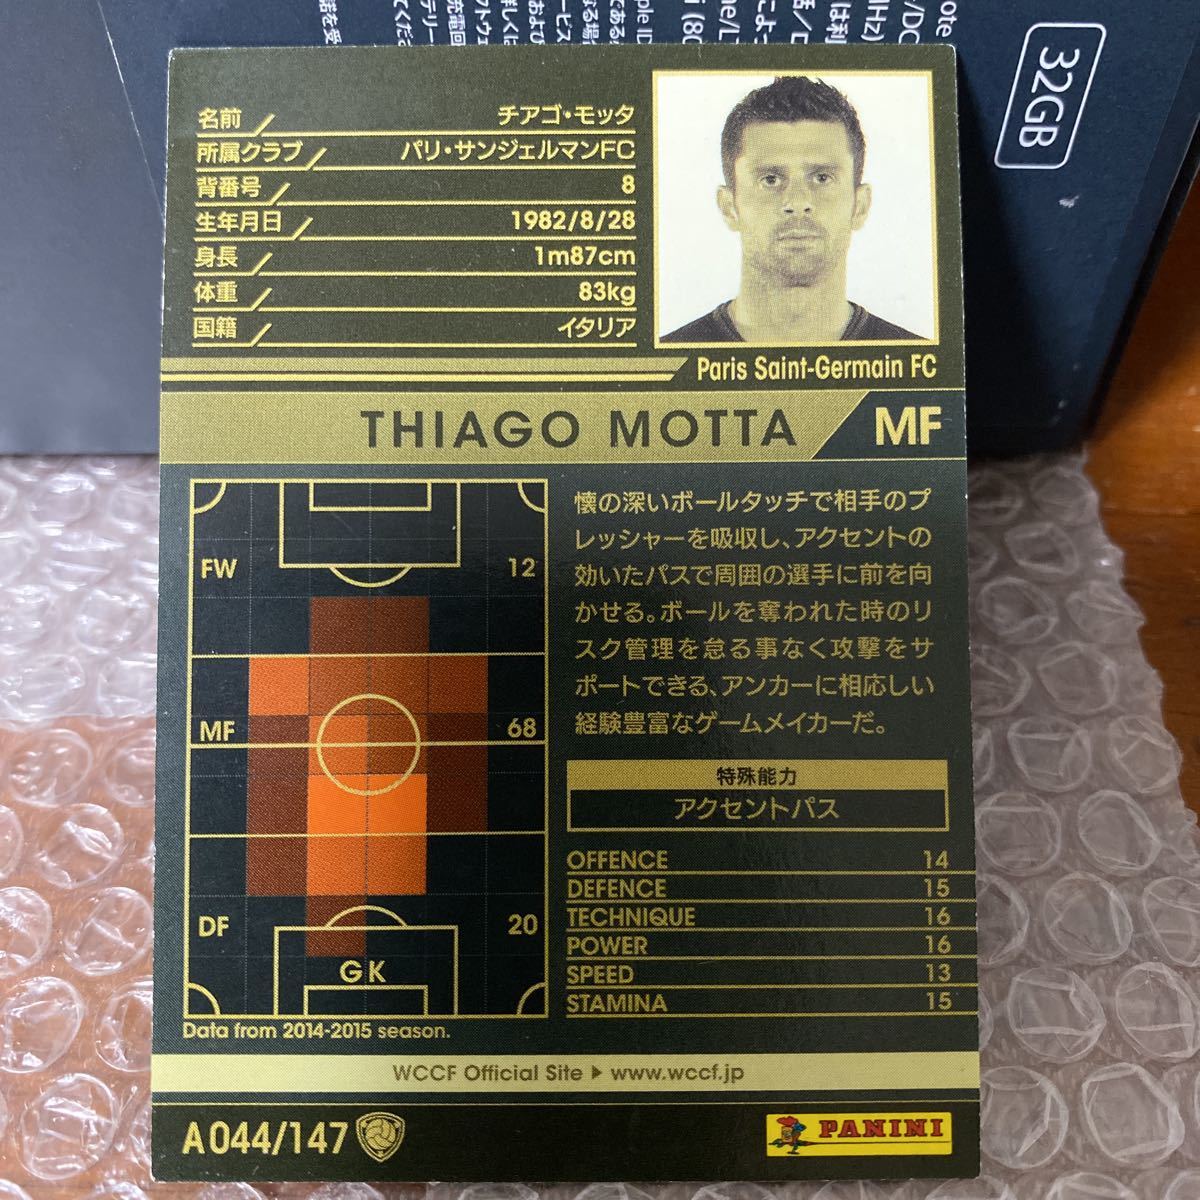 32GB
名前 チアゴ・モッタ
所属クラブ パリ・サンジェルマンFC
背番号 8
生年月日 1982/8/28
身長 1m87cm
体重 83kg
国籍 イタリア
Paris Saint-Germain FC
THIAGO MOTTA MF
FW 12
MF 68
DF 20
GK
Data from 2014-2015 season.
懐の深いボールタッチで相手のプ
レッシャーを吸収し、アクセントの
効いたパスで周囲の選手に前を向
かせる。ボールを奪われた時のリ
スク管理を怠る事なく攻撃をサ
ポートできる、アンカーに相応しい
経験豊富なゲームメイカーだ。
特殊能力
アクセントパス
OFFENCE 14
DEFENCE 15
TECHNIQUE 16
POWER 16
SPEED 13
STAMINA 15
WCCF Official Site ▶ www.wccf.jp
A044/147
PANINI